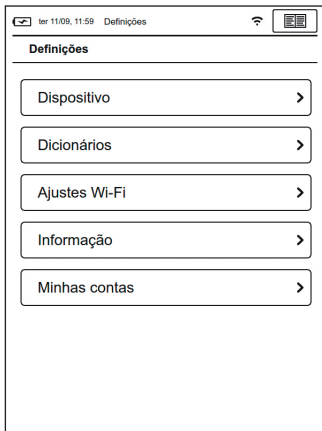 ter 11/09, 11:59 Definições
Definições
Dispositivo
Dicionários
Ajustes Wi-Fi
Informação
Minhas contas